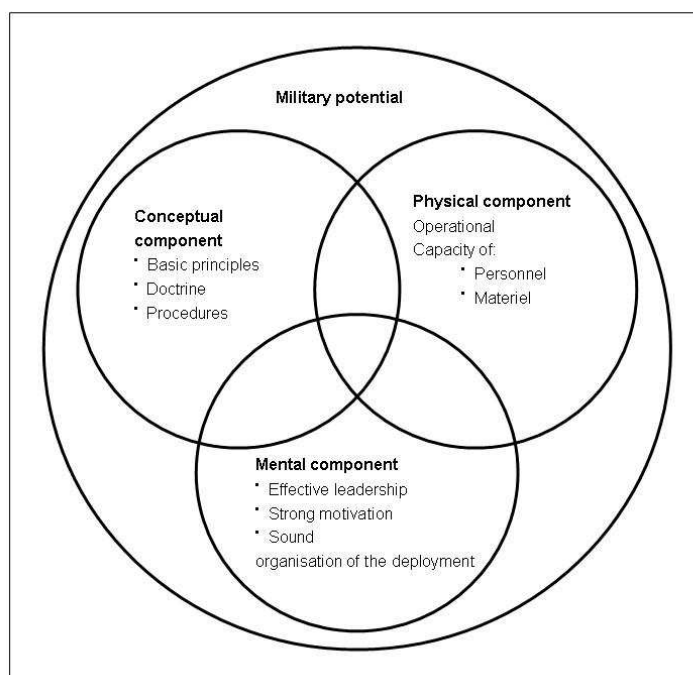 Military potential
Conceptual
component
· Basic principles
· Doctrine
· Procedures
Physical component
Operational
Capacity of:
· Personnel
· Materiel
Mental component
· Effective leadership
· Strong motivation
· Sound
organisation of the deployment